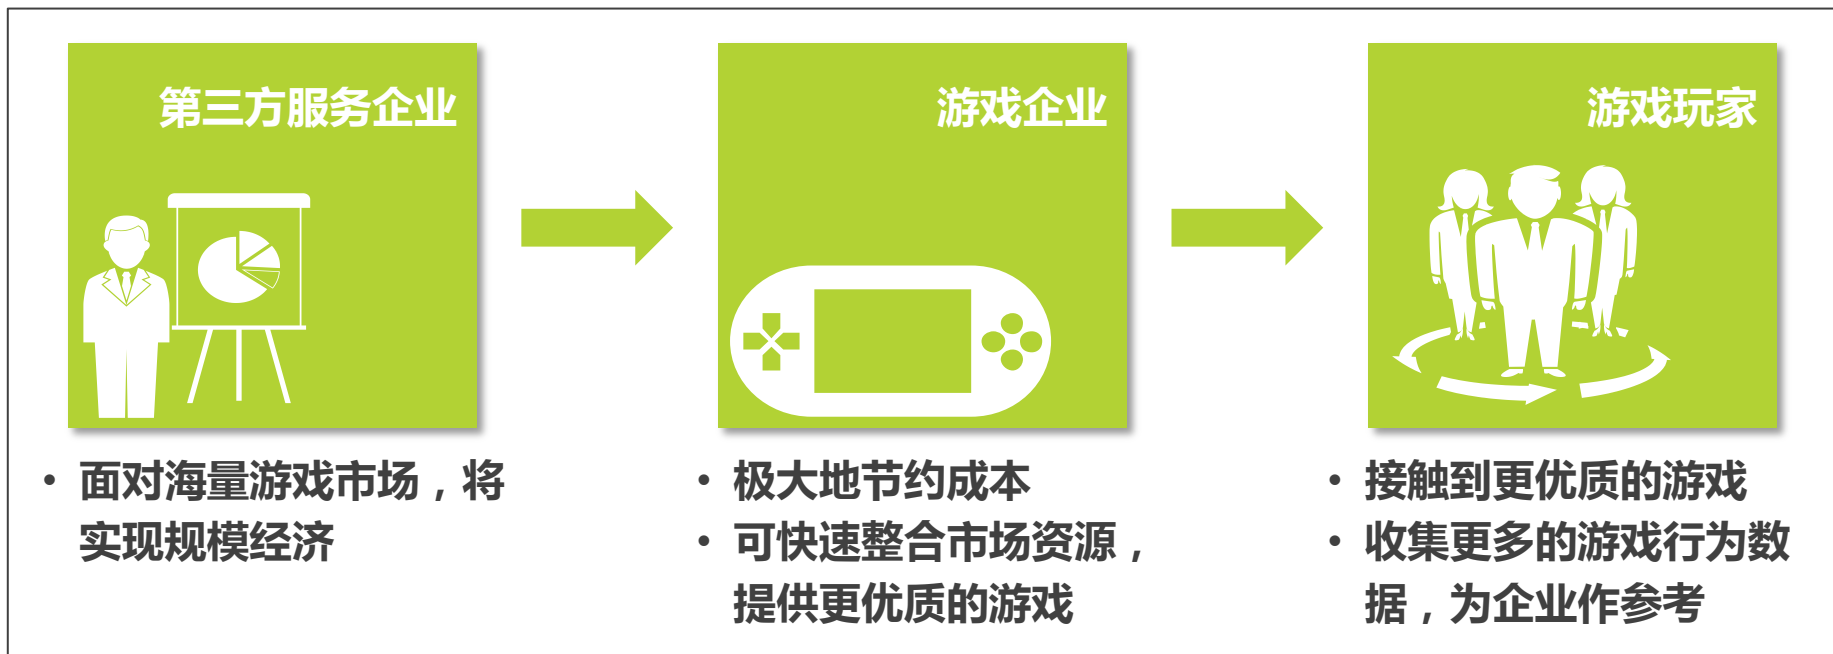 第三方服务企业
游戏企业
游戏玩家
• 面对海量游戏市场，将
实现规模经济
• 极大地节约成本
• 可快速整合市场资源，
提供更优质的游戏
• 接触到更优质的游戏
• 收集更多的游戏行为数
据，为企业作参考